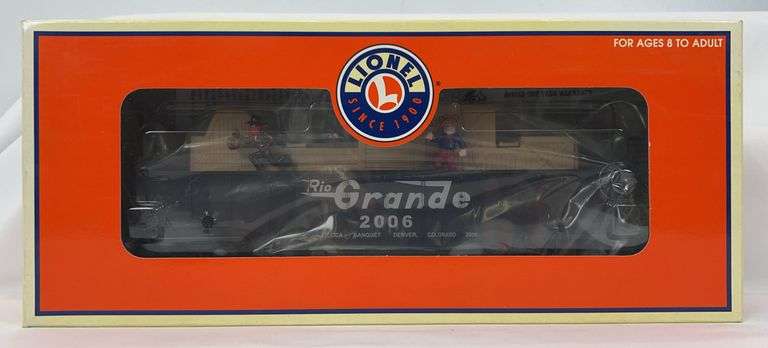 FOR AGES 8 TO ADULT
LIONEL
L
SINCE 1900
Rio Grande
2006
BANQUET DENVER, COLORADO